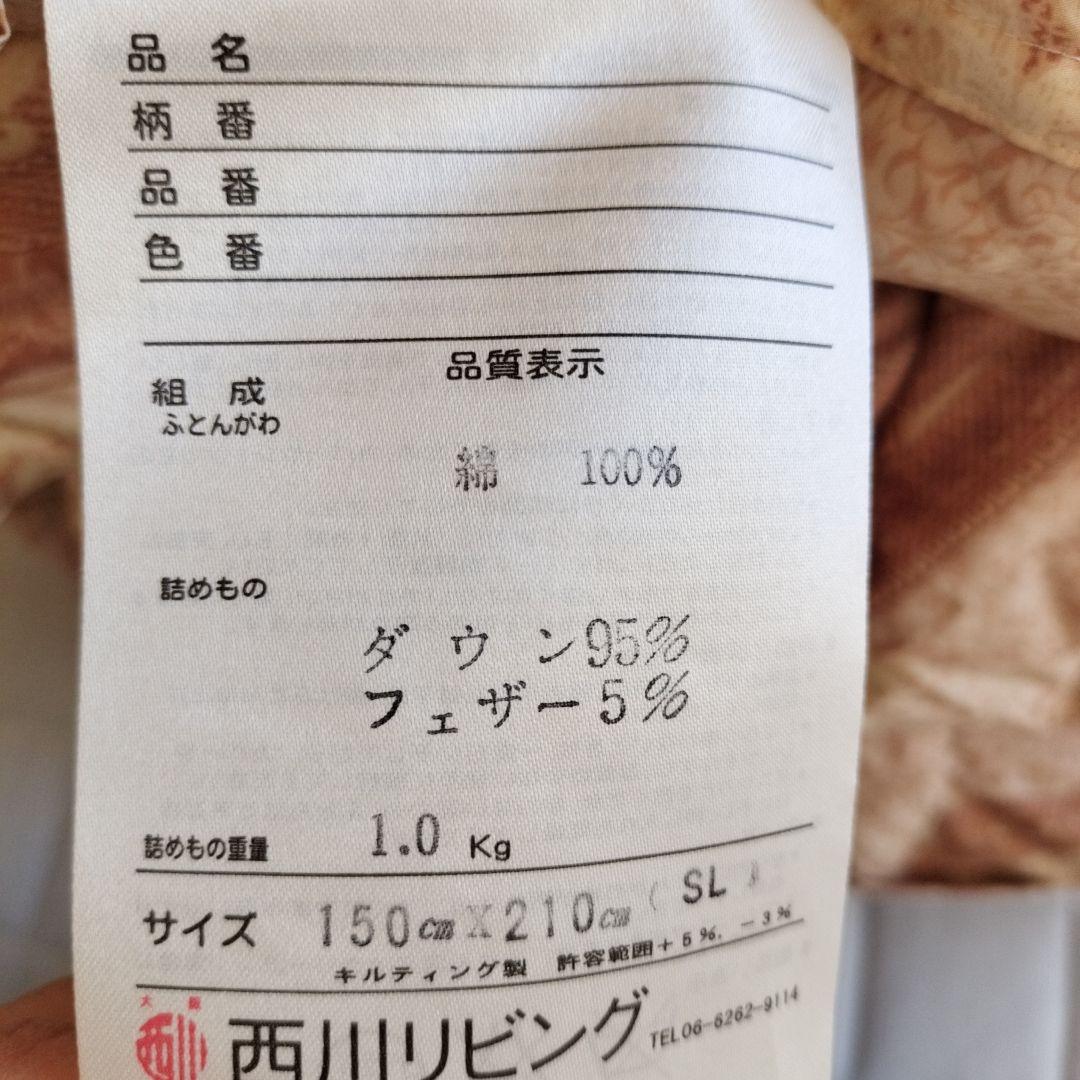 品 名
柄 番
品 番
色 番
品質表示
組 成
ふとんがわ
綿 100%
詰めもの
ダウン95%
フェザー5%
詰めもの重量 1.0 Kg
サイズ 150cm X 210cm ( SL )
キルティング製 許容範囲+5%, -3%
大阪
西川 西川リビング TEL06-6262-9114